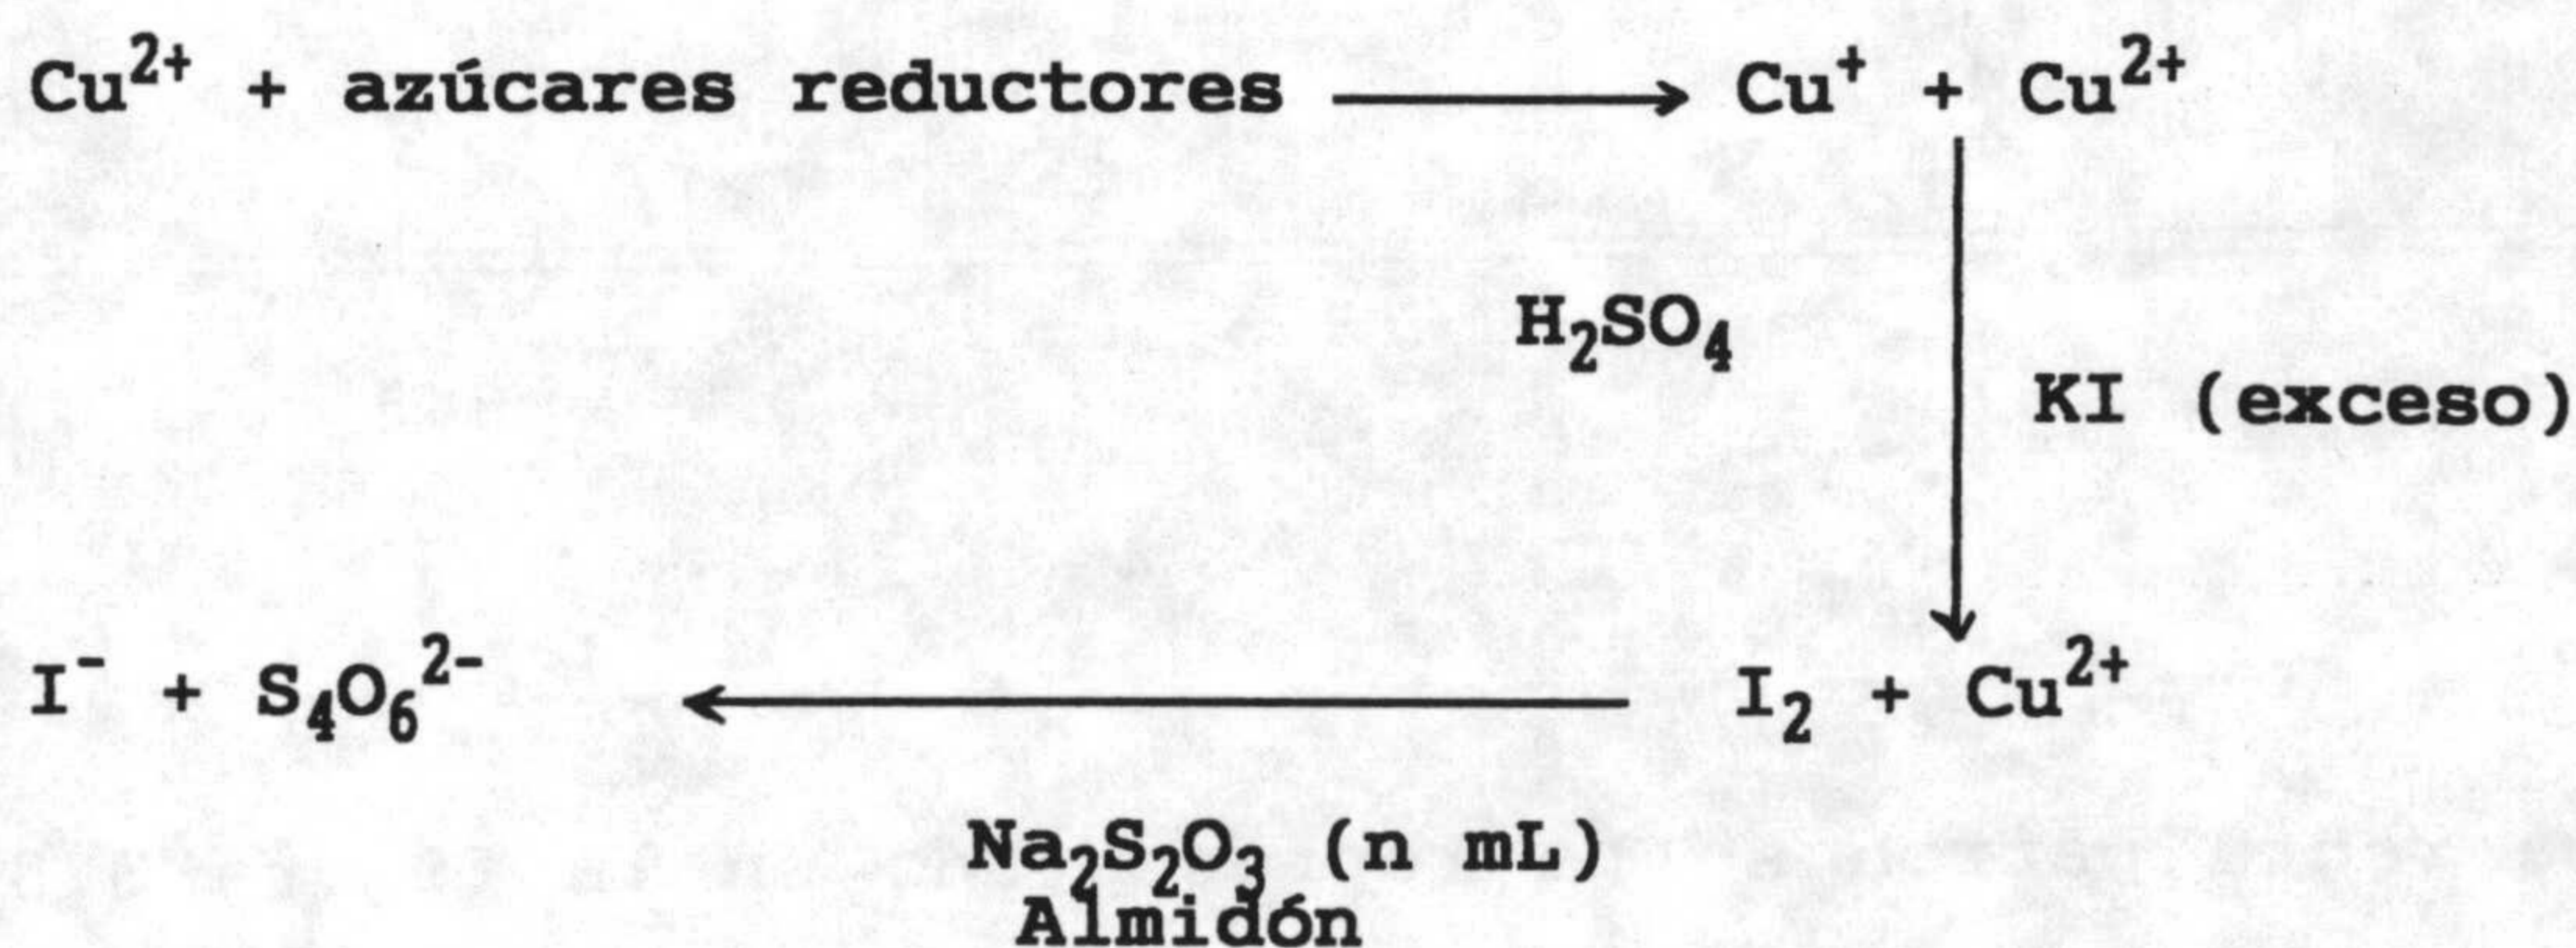 Cu²⁺ + azúcares reductores ⟶ Cu⁺ + Cu²⁺
H₂SO₄
KI (exceso)
I⁻ + S₄O₆²⁻ ⟵ I₂ + Cu²⁺
Na₂S₂O₃ (n mL)
Almidón